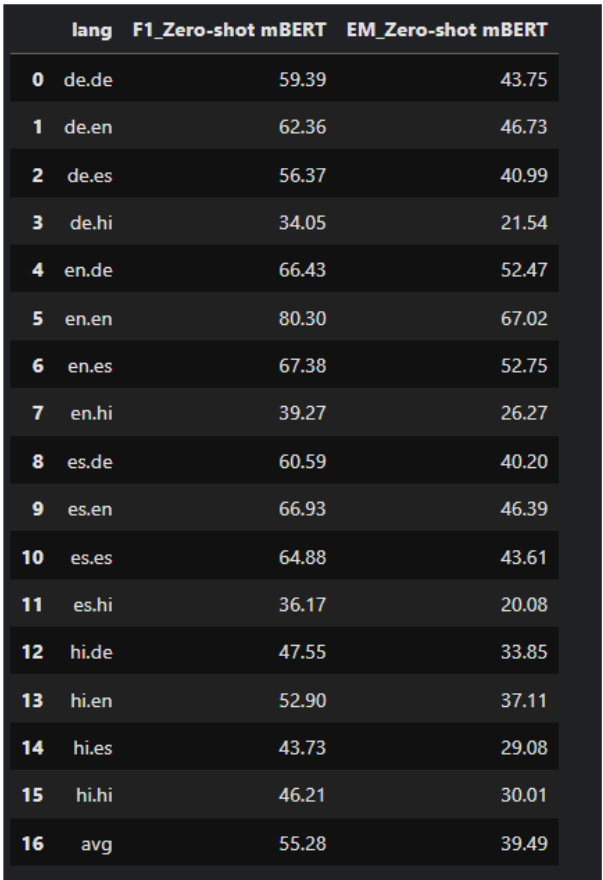 lang F1_Zero-shot mBERT EM_Zero-shot mBERT
0 de.de 59.39 43.75
1 de.en 62.36 46.73
2 de.es 56.37 40.99
3 de.hi 34.05 21.54
4 en.de 66.43 52.47
5 en.en 80.30 67.02
6 en.es 67.38 52.75
7 en.hi 39.27 26.27
8 es.de 60.59 40.20
9 es.en 66.93 46.39
10 es.es 64.88 43.61
11 es.hi 36.17 20.08
12 hi.de 47.55 33.85
13 hi.en 52.90 37.11
14 hi.es 43.73 29.08
15 hi.hi 46.21 30.01
16 avg 55.28 39.49